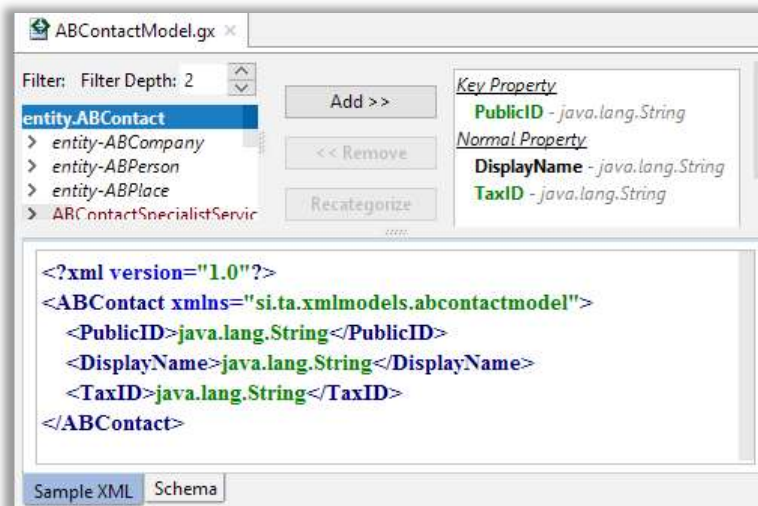 ABContactModel.gx
Filter: Filter Depth: 2
entity.ABContact
entity-ABCompany
entity-ABPerson
entity-ABPlace
ABContactSpecialistServic
Add >>
<< Remove
Recategorize
Key Property
PublicID - java.lang.String
Normal Property
DisplayName - java.lang.String
TaxID - java.lang.String
<?xml version="1.0"?>
<ABContact xmlns="si.ta.xmlmodels.abcontactmodel">
<PublicID>java.lang.String</PublicID>
<DisplayName>java.lang.String</DisplayName>
<TaxID>java.lang.String</TaxID>
</ABContact>
Sample XML Schema